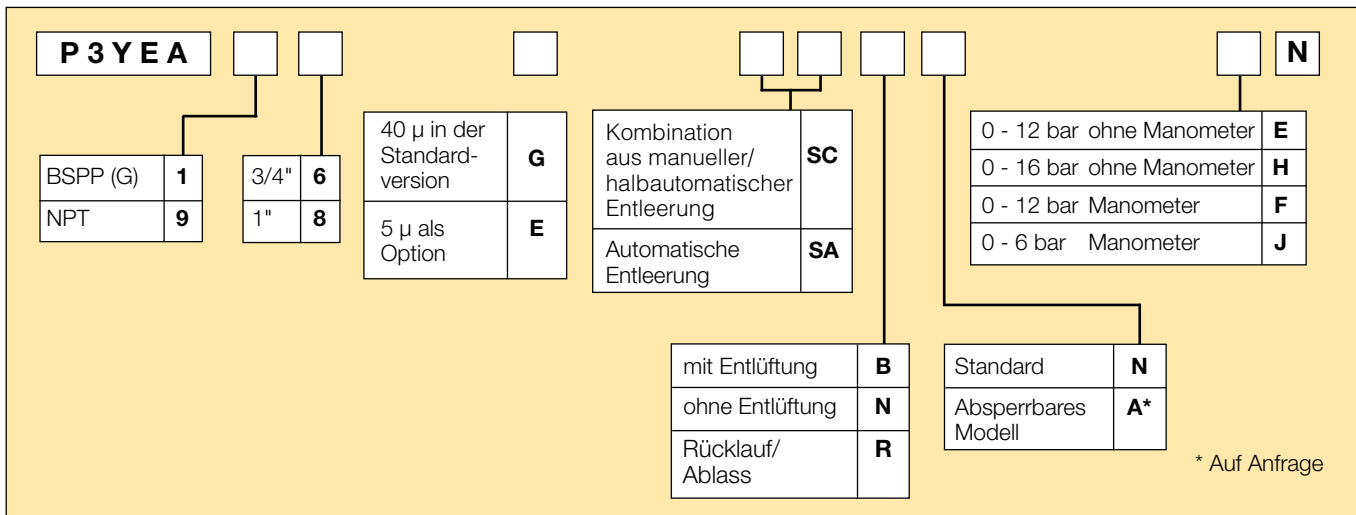 P3YEA N
BSPP (G) 1
NPT 9
3/4" 6
1" 8
40 µ in der
Standard-
version
G
5 µ als
Option
E
Kombination
aus manueller/
halbautomatischer
Entleerung
SC
Automatische
Entleerung
SA
0 - 12 bar ohne Manometer E
0 - 16 bar ohne Manometer H
0 - 12 bar Manometer F
0 - 6 bar Manometer J
mit Entlüftung B
ohne Entlüftung N
Rücklauf/
Ablass
R
Standard N
Absperrbares
Modell
A*
* Auf Anfrage